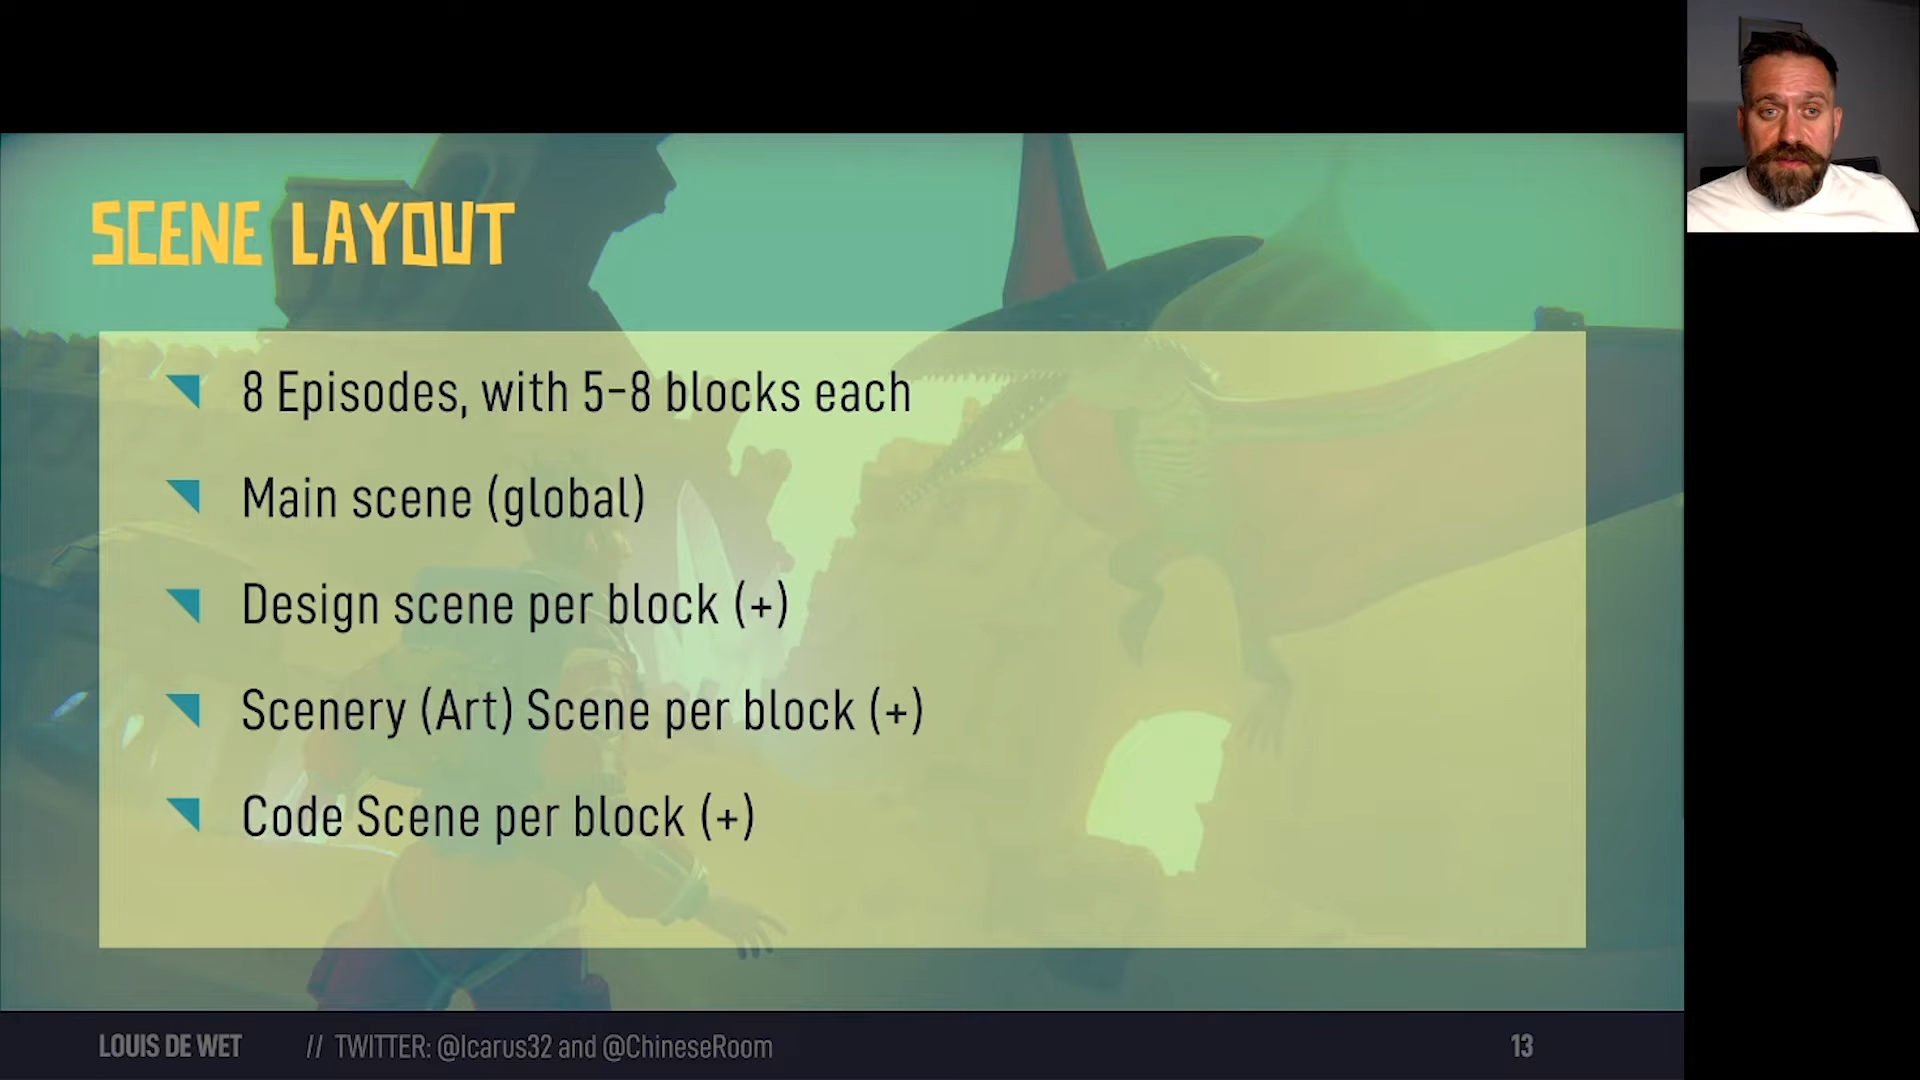 SCENE LAYOUT
8 Episodes, with 5-8 blocks each
Main scene (global)
Design scene per block (+)
Scenery (Art) Scene per block (+)
Code Scene per block (+)
LOUIS DE WET // TWITTER: @Icarus32 and @ChineseRoom 13